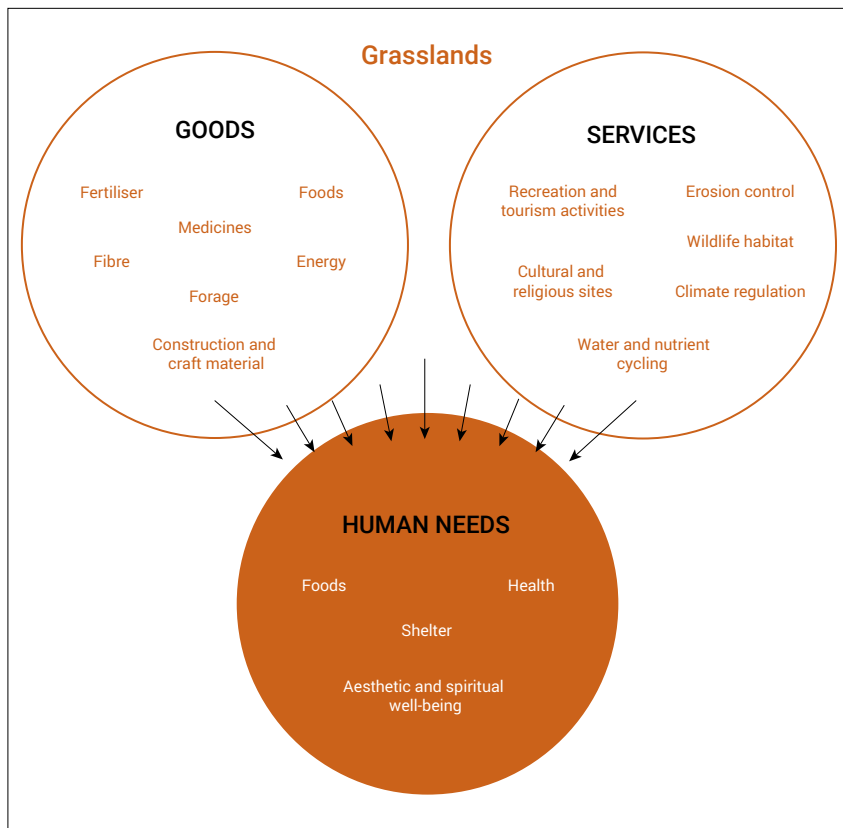 Grasslands
GOODS
Fertiliser
Foods
Medicines
Fibre
Energy
Forage
Construction and
craft material
SERVICES
Recreation and
tourism activities
Erosion control
Wildlife habitat
Cultural and
religious sites
Climate regulation
Water and nutrient
cycling
HUMAN NEEDS
Foods
Health
Shelter
Aesthetic and spiritual
well-being